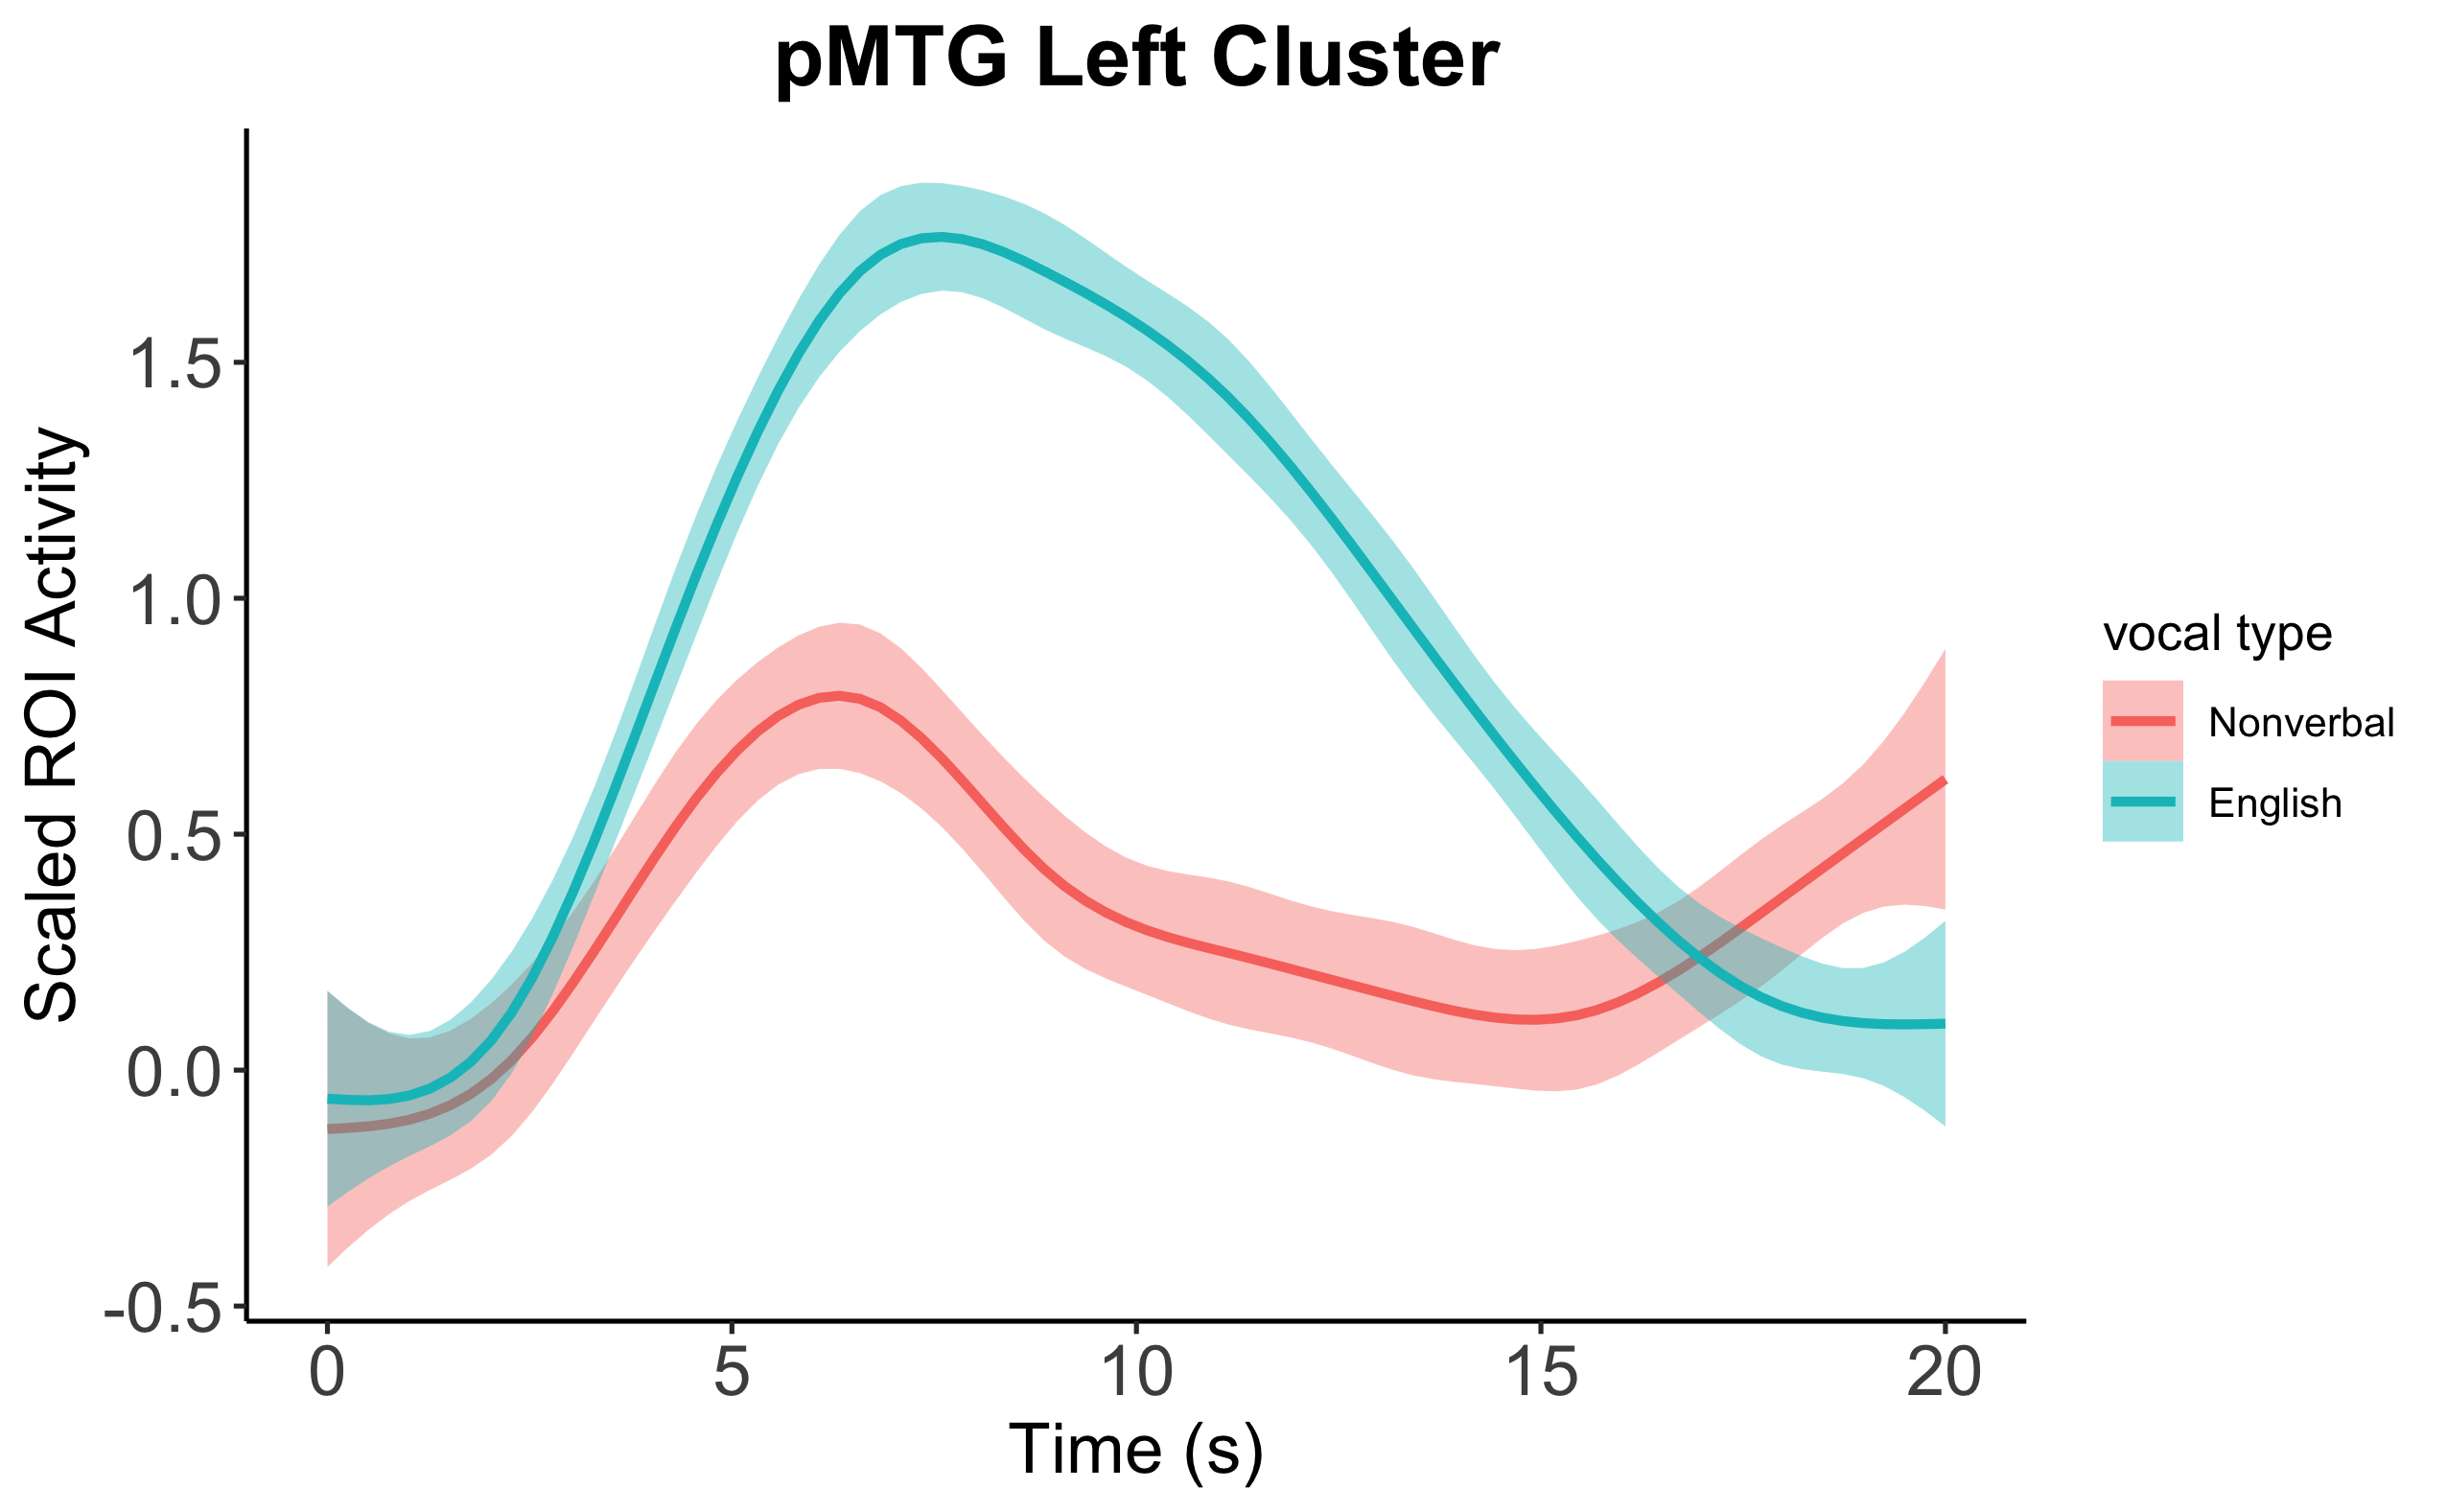 pMTG Left Cluster
Scaled ROI Activity
1.5
1.0
0.5
0.0
-0.5
0 5 10 15 20
Time (s)
vocal type
Nonverbal
English